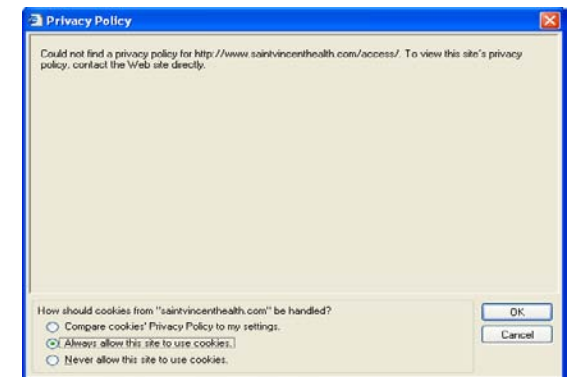 Privacy Policy
Could not find a privacy policy for http://www.saintvincenthealth.com/access/. To view this site's privacy
policy, contact the Web site directly.
How should cookies from "saintvincenthealth.com" be handled?
Compare cookies' Privacy Policy to my settings.
Always allow this site to use cookies.
Never allow this site to use cookies.
OK
Cancel